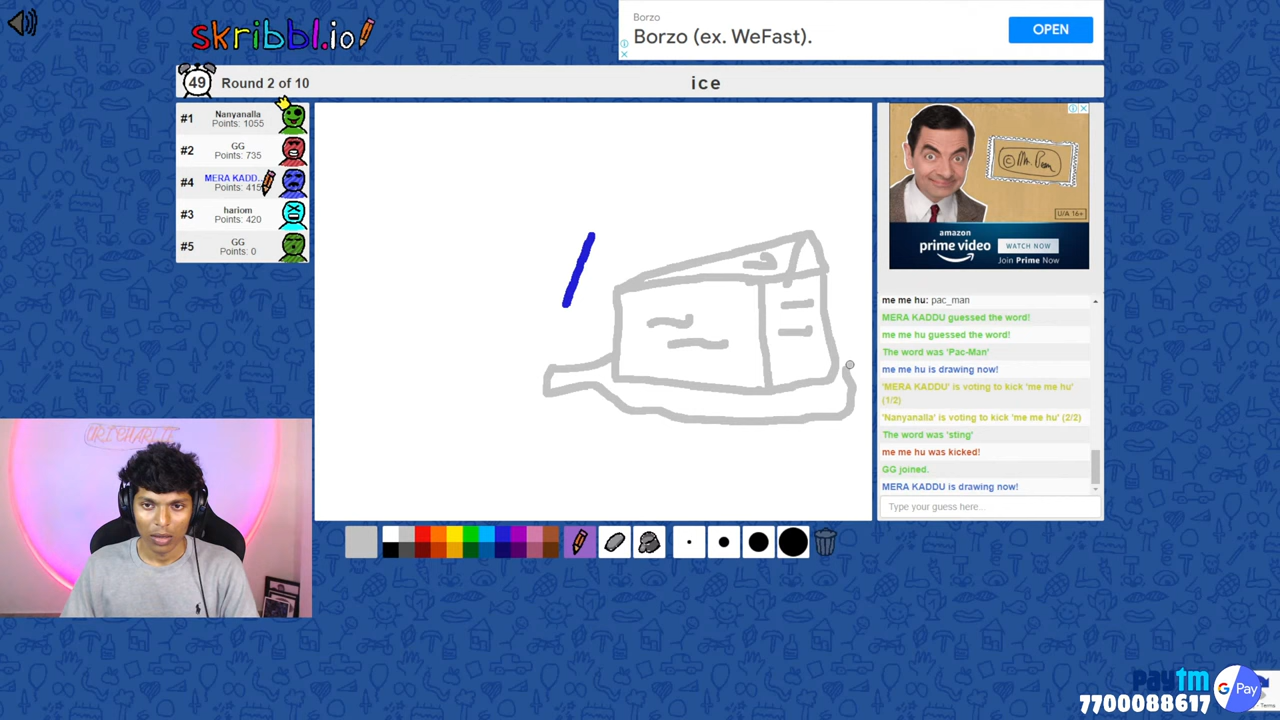 skribbl.io
Borzo
Borzo (ex. WeFast).
OPEN
49
Round 2 of 10
ice
#1
Nanyanalla
Points: 1055
#2
GG
Points: 735
#4
MERA KADD...
Points: 415
#3
hariom
Points: 420
#5
GG
Points: 0
© Mr Bean
U/A 16+
amazon
prime video
WATCH NOW
Join Prime Now
me me hu: pac_man
MERA KADDU guessed the word!
me me hu guessed the word!
The word was 'Pac-Man'
me me hu is drawing now!
'MERA KADDU' is voting to kick 'me me hu'
(1/2)
'Nanyanalla' is voting to kick 'me me hu' (2/2)
The word was 'sting'
me me hu was kicked!
GG joined.
MERA KADDU is drawing now!
Type your guess here...
paytm
7700088617
G Pay
Terms